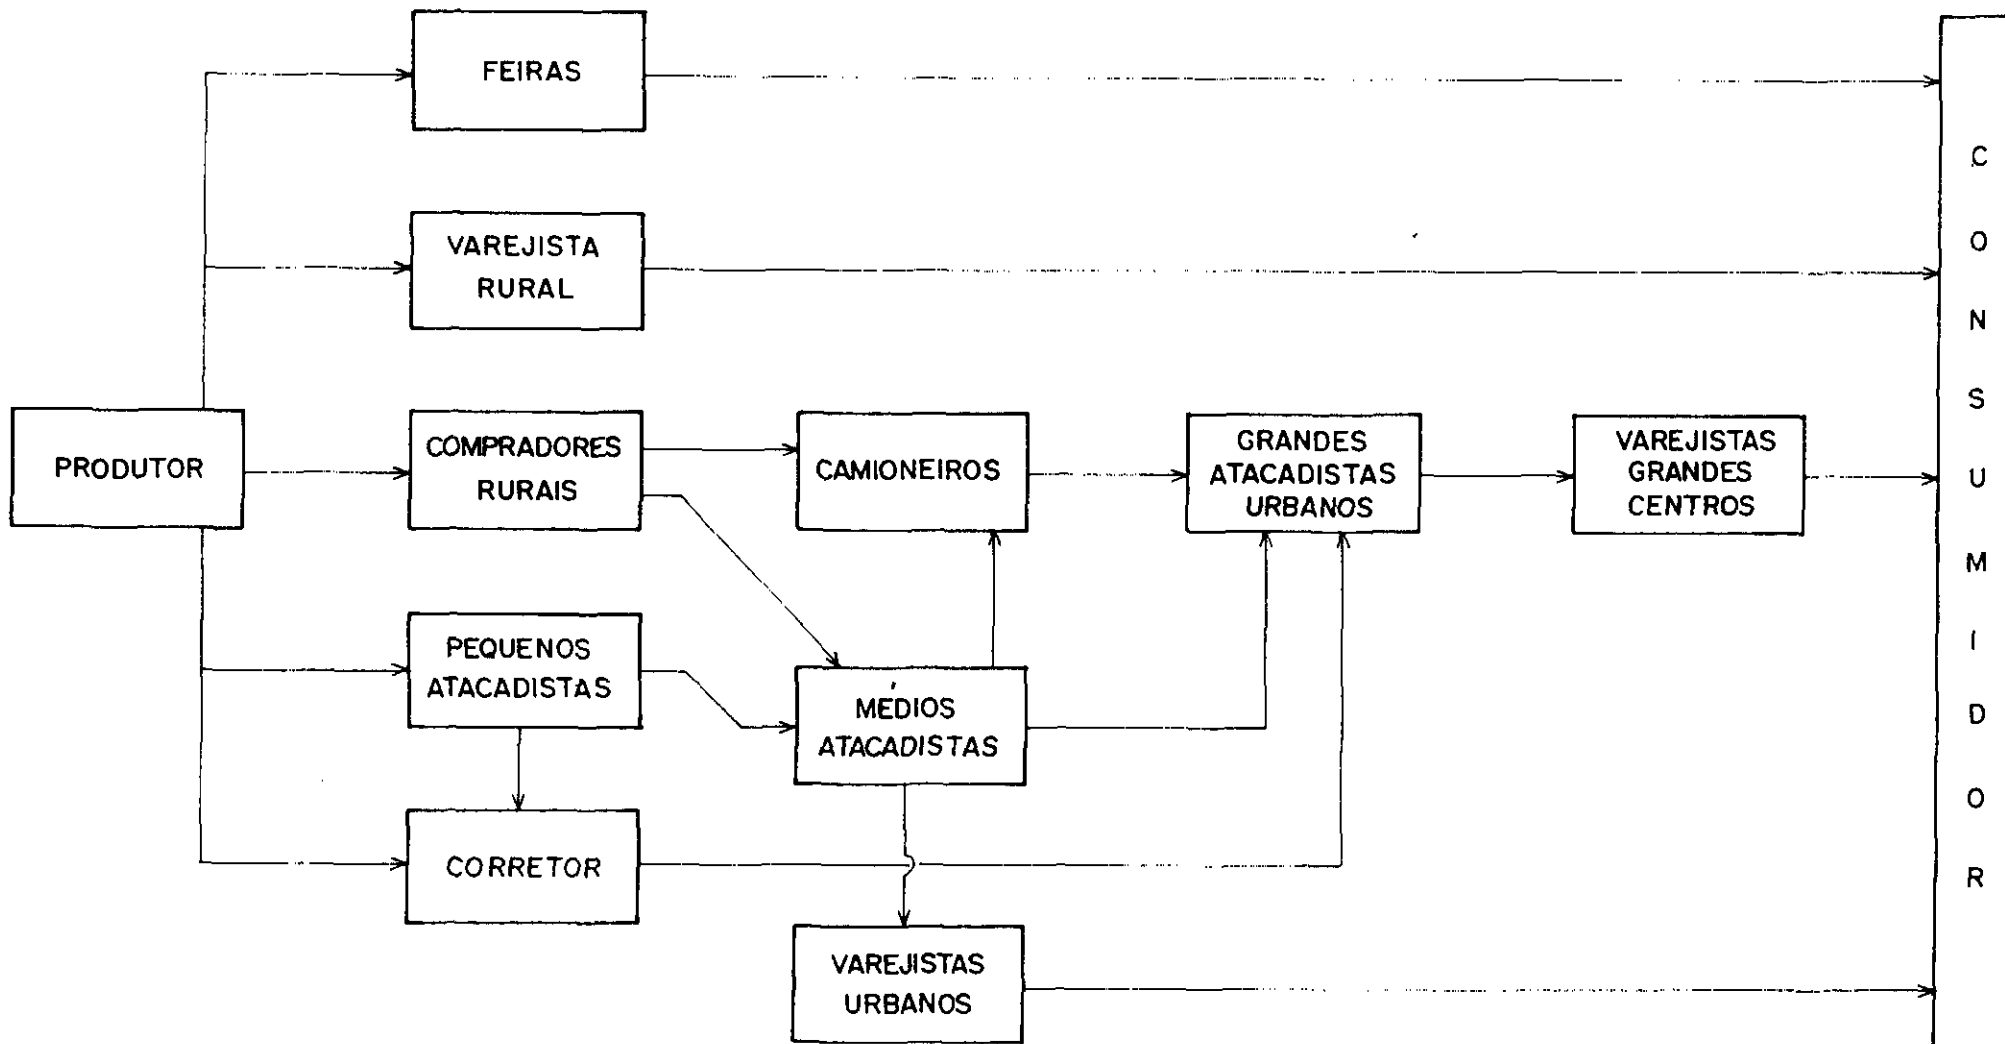 FEIRAS
VAREJISTA
RURAL
PRODUTOR
COMPRADORES
RURAIS
CAMIONEIROS
GRANDES
ATACADISTAS
URBANOS
VAREJISTAS
GRANDES
CENTROS
PEQUENOS
ATACADISTAS
MÉDIOS
ATACADISTAS
CORRETOR
VAREJISTAS
URBANOS
CONSUMIDOR